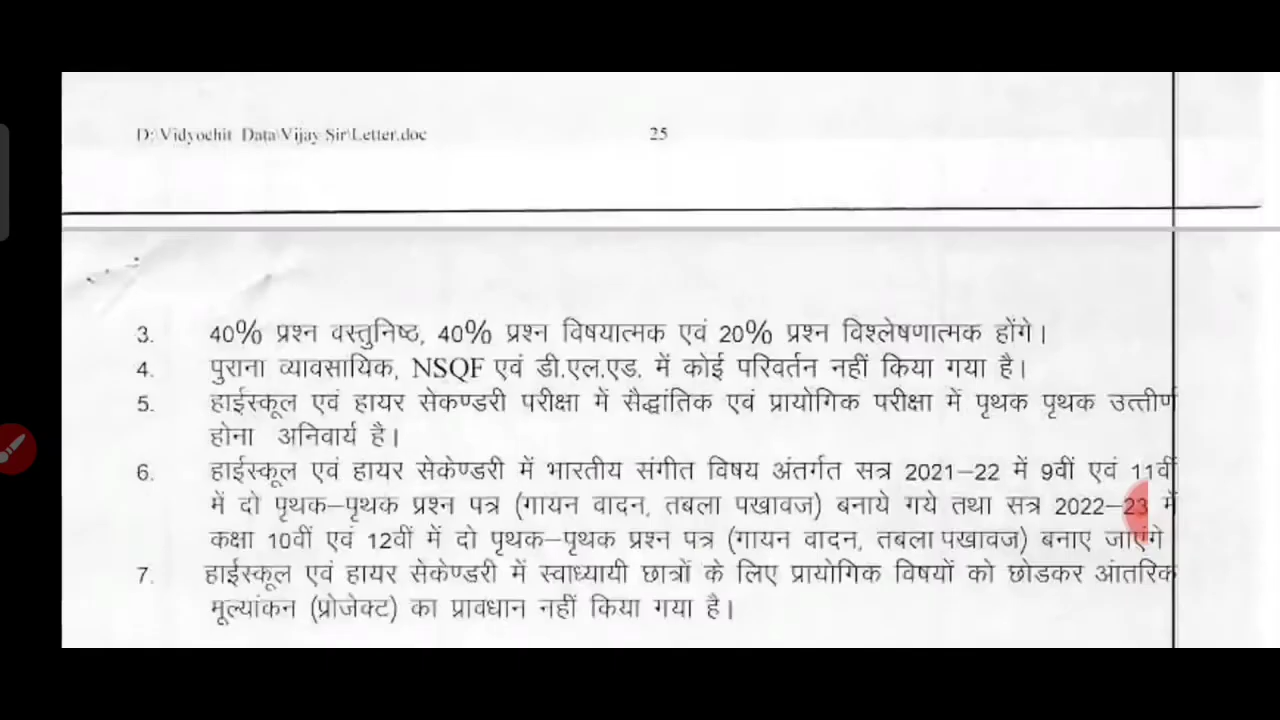 D:\Vidyochit Data\Vijay Sir\Letter.doc 25
3. 40% प्रश्न वस्तुनिष्ठ, 40% प्रश्न विषयात्मक एवं 20% प्रश्न विश्लेषणात्मक होंगे।
4. पुराना व्यावसायिक, NSQF एवं डी.एल.एड. में कोई परिवर्तन नहीं किया गया है।
5. हाईस्कूल एवं हायर सेकण्डरी परीक्षा में सैद्धांतिक एवं प्रायोगिक परीक्षा में पृथक पृथक उत्तीर्ण
होना अनिवार्य है।
6. हाईस्कूल एवं हायर सेकेण्डरी में भारतीय संगीत विषय अंतर्गत सत्र 2021–22 में 9वीं एवं 11वीं
में दो पृथक–पृथक प्रश्न पत्र (गायन वादन, तबला पखावज) बनाये गये तथा सत्र 2022–23 में
कक्षा 10वीं एवं 12वीं में दो पृथक–पृथक प्रश्न पत्र (गायन वादन, तबला पखावज) बनाए जाएंगे
7. हाईस्कूल एवं हायर सेकेण्डरी में स्वाध्यायी छात्रों के लिए प्रायोगिक विषयों को छोडकर आंतरिक
मूल्यांकन (प्रोजेक्ट) का प्रावधान नहीं किया गया है।